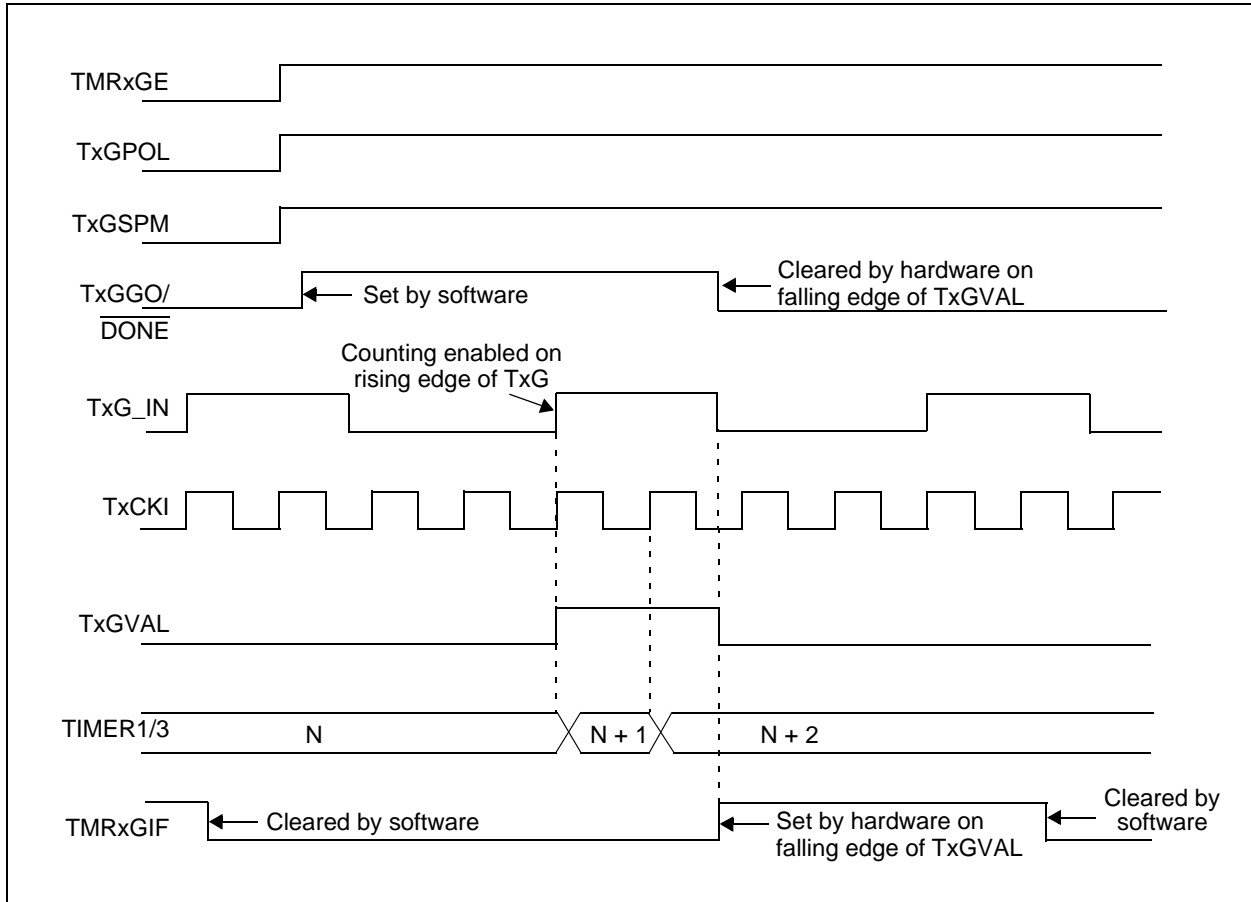 TMRxGE
TxGPOL
TxGSPM
TxGGO/
DONE
Set by software
Cleared by hardware on
falling edge of TxGVAL
Counting enabled on
rising edge of TxG
TxG_IN
TxCKI
TxGVAL
TIMER1/3
N
N + 1
N + 2
TMRxGIF
Cleared by software
Set by hardware on
falling edge of TxGVAL
Cleared by
software